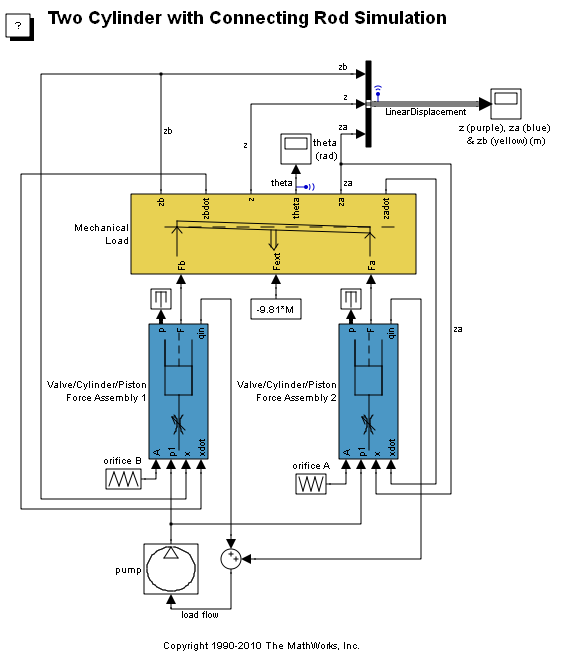 ?
Two Cylinder with Connecting Rod Simulation
zb
z
za
LinearDisplacement
z (purple), za (blue)
& zb (yellow) (m)
zb
z
theta
(rad)
theta
za
zb
zbdot
z
theta
za
zadot
Mechanical
Load
Fb
Fext
Fa
-9.81*M
za
P
F
qin
P
F
qin
Valve/Cylinder/Piston
Force Assembly 1
Valve/Cylinder/Piston
Force Assembly 2
A
p1
x
xdot
A
p1
x
xdot
orifice B
orifice A
pump
+
+
load flow
Copyright 1990-2010 The MathWorks, Inc.